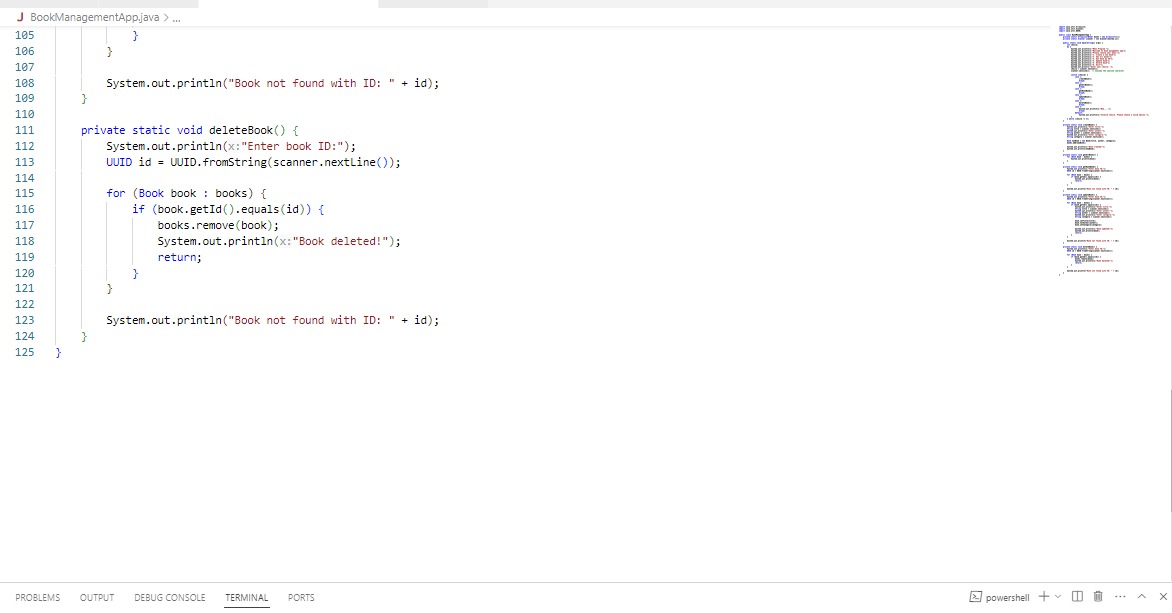 J BookManagementApp.java > ...
105 }
106 }
107
108 System.out.println("Book not found with ID: " + id);
109 }
110
111 private static void deleteBook() {
112 System.out.println(x:"Enter book ID:");
113 UUID id = UUID.fromString(scanner.nextLine());
114
115 for (Book book : books) {
116 if (book.getId().equals(id)) {
117 books.remove(book);
118 System.out.println(x:"Book deleted!");
119 return;
120 }
121 }
122
123 System.out.println("Book not found with ID: " + id);
124 }
125 }
PROBLEMS OUTPUT DEBUG CONSOLE TERMINAL PORTS powershell